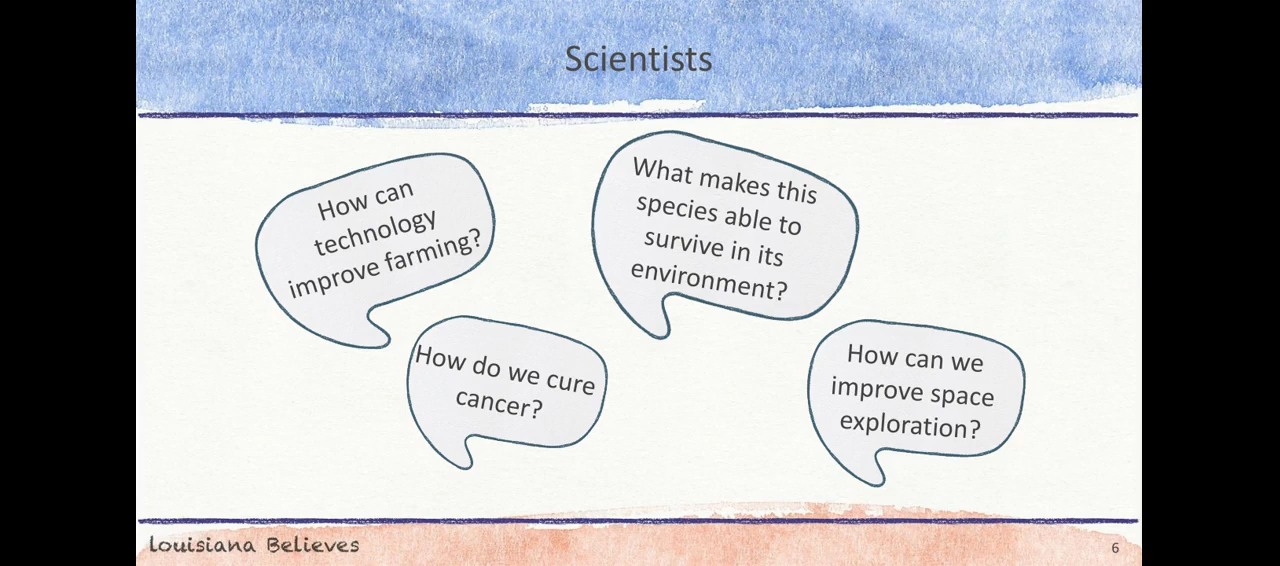 Scientists
How can
technology
improve farming?
What makes this
species able to
survive in its
environment?
How do we cure
cancer?
How can we
improve space
exploration?
Louisiana Believes
6